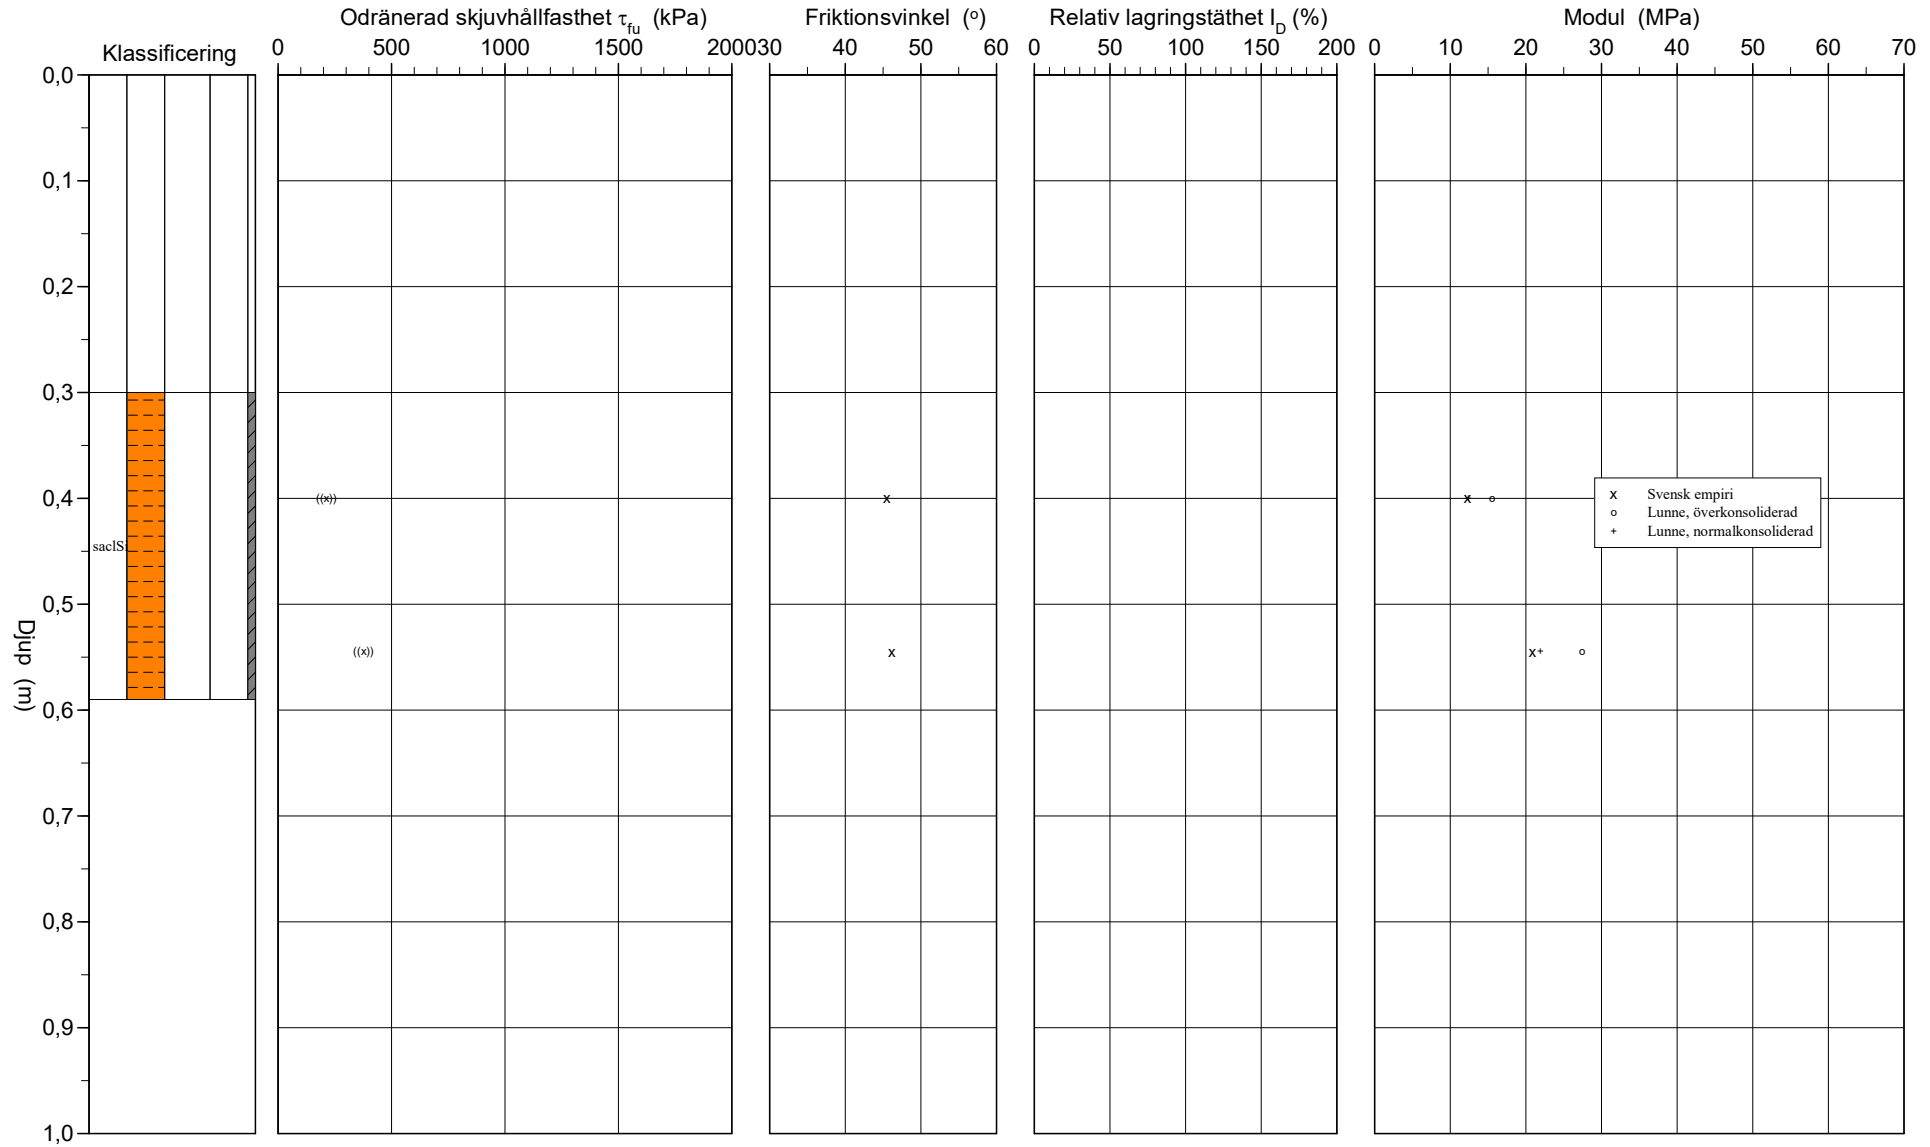 Odränerad skjuvhållfasthet τfu (kPa)
Friktionsvinkel (o)
Relativ lagringstäthet ID (%)
Modul (MPa)
Klassificering
0 500 1000 1500 2000
30 40 50 60
0 50 100 150 200
0 10 20 30 40 50 60 70
0,0
0,1
0,2
0,3
0,4
((x)) x x o
x Svensk empiri
o Lunne, överkonsoliderad
+ Lunne, normalkonsoliderad
saclSi
0,5
((x)) x x+ o
Djup (m)
0,6
0,7
0,8
0,9
1,0